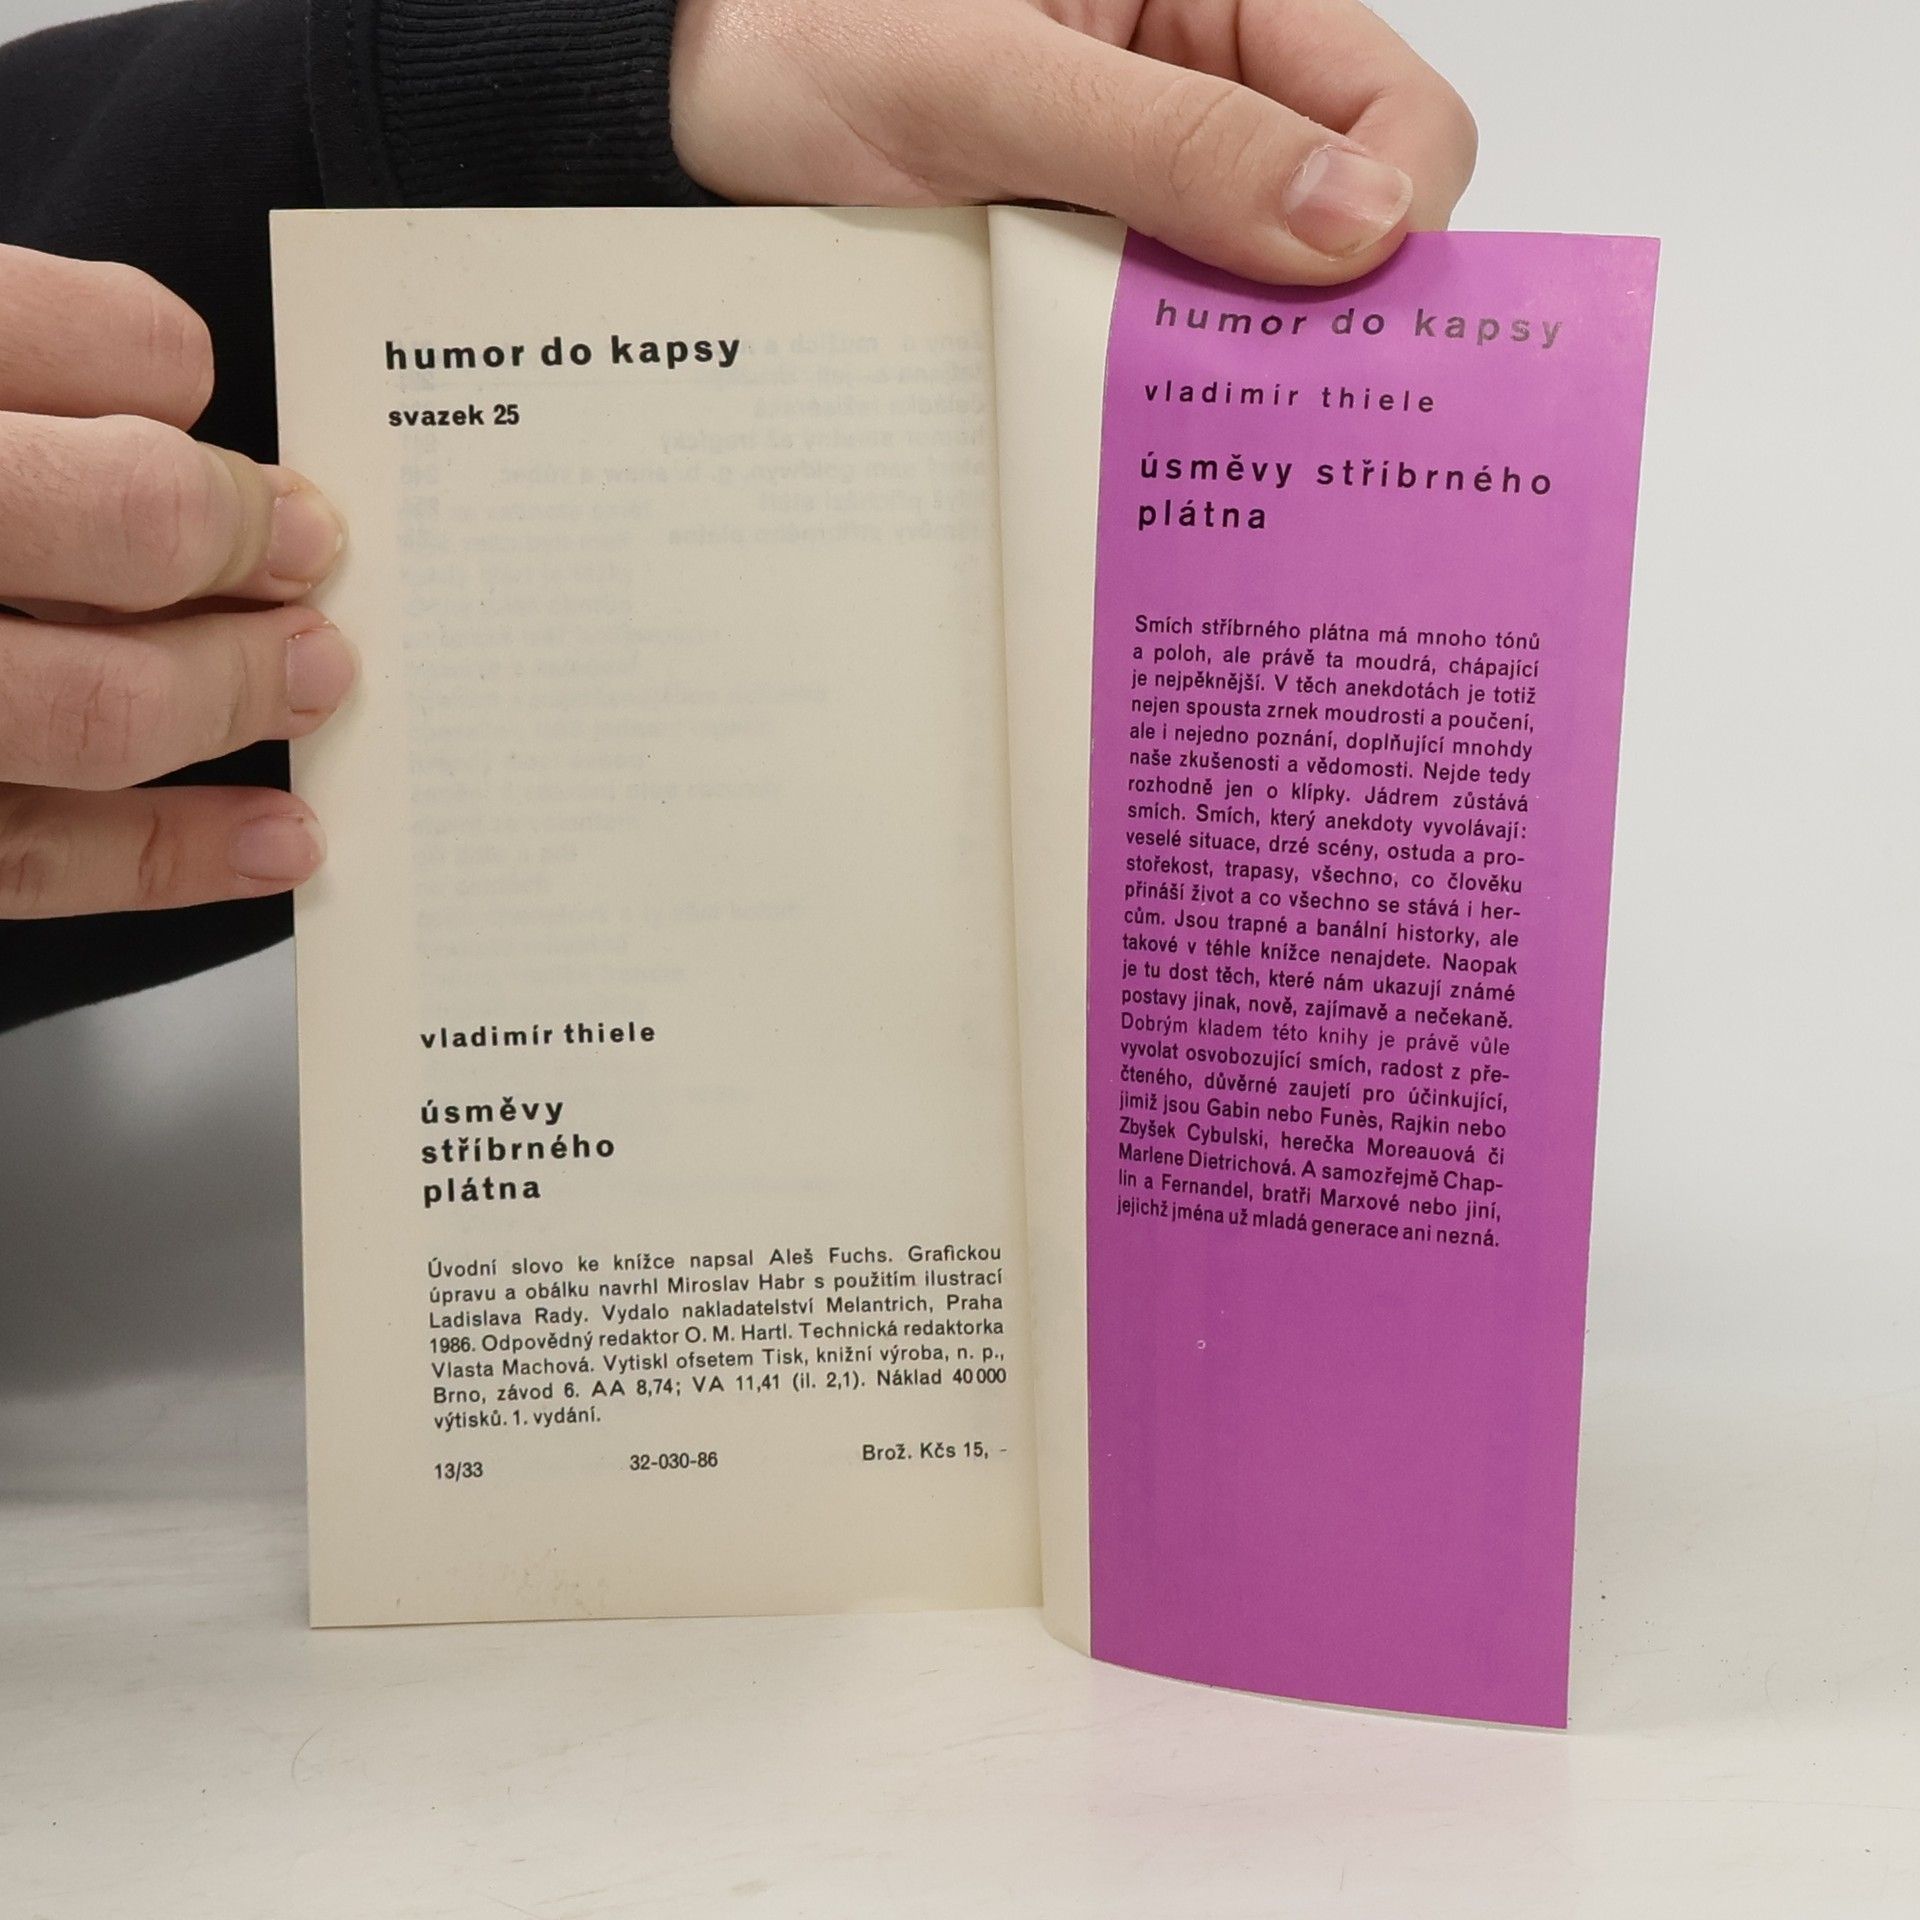 humor do kapsy
svazek 25
vladimír thiele
úsměvy
stříbrného
plátna
Úvodní slovo ke knížce napsal Aleš Fuchs. Grafickou
úpravu a obálku navrhl Miroslav Habr s použitím ilustrací
Ladislava Rady. Vydalo nakladatelství Melantrich, Praha
1986. Odpovědný redaktor O. M. Hartl. Technická redaktorka
Vlasta Machová. Vytiskl ofsetem Tisk, knižní výroba, n. p.,
Brno, závod 6. AA 8,74; VA 11,41 (il. 2,1). Náklad 40 000
výtisků. 1. vydání.
13/33 32-030-86 Brož. Kčs 15, -
humor do kapsy
vladimír thiele
úsměvy stříbrného
plátna
Smích stříbrného plátna má mnoho tónů
a poloh, ale právě ta moudrá, chápající
je nejpěknější. V těch anekdotách je totiž
nejen spousta zrnek moudrosti a poučení,
ale i nejedno poznání, doplňující mnohdy
naše zkušenosti a vědomosti. Nejde tedy
rozhodně jen o klípky. Jádrem zůstává
smích. Smích, který anekdoty vyvolávají:
veselé situace, drzé scény, ostuda a pro-
stořekost, trapasy, všechno, co člověku
přináší život a co všechno se stává i her-
cům. Jsou trapné a banální historky, ale
takové v téhle knížce nenajdete. Naopak
je tu dost těch, které nám ukazují známé
postavy jinak, nově, zajímavě a nečekaně.
Dobrým kladem této knihy je právě vůle
vyvolat osvobozující smích, radost z pře-
čteného, důvěrné zaujetí pro účinkující,
jimiž jsou Gabin nebo Funès, Rajkin nebo
Zbyšek Cybulski, herečka Moreauová či
Marlene Dietrichová. A samozřejmě Chap-
lin a Fernandel, bratři Marxové nebo jiní,
jejichž jména už mladá generace ani nezná.